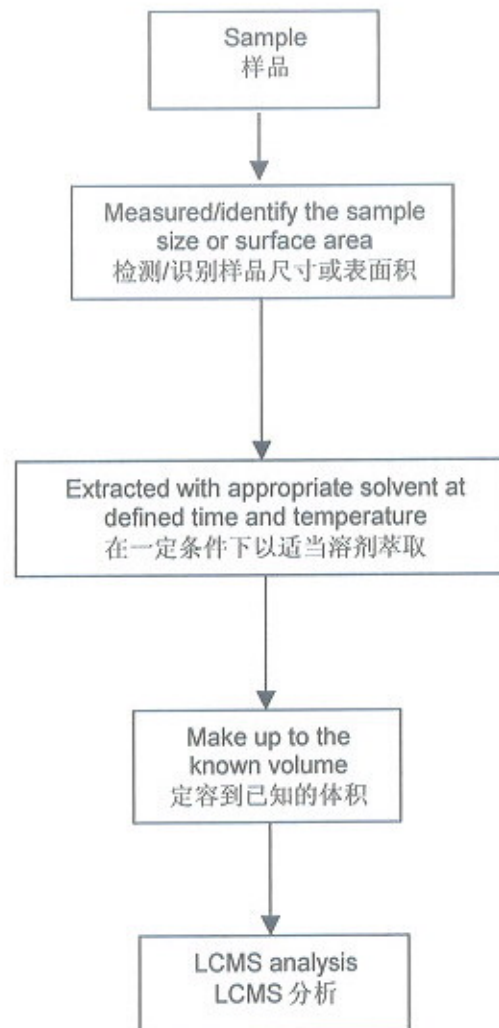 Sample
样品
Measured/identify the sample
size or surface area
检测/识别样品尺寸或表面积
Extracted with appropriate solvent at
defined time and temperature
在一定条件下以适当溶剂萃取
Make up to the
known volume
定容到已知的体积
LCMS analysis
LCMS 分析